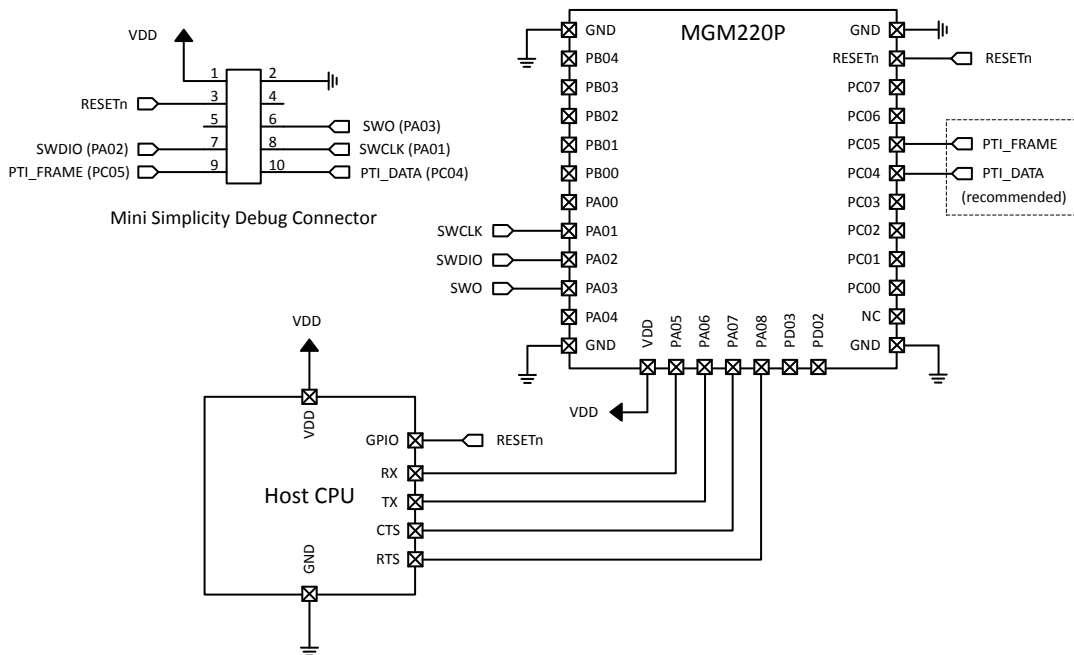 VDD
1 2
RESETn 3 4
5 6 SWO (PA03)
SWDIO (PA02) 7 8 SWCLK (PA01)
PTI_FRAME (PC05) 9 10 PTI_DATA (PC04)
Mini Simplicity Debug Connector
MGM220P
GND
PB04
PB03
PB02
PB01
PB00
PA00
SWCLK PA01
SWDIO PA02
SWO PA03
PA04
GND
GND
RESETn RESETn
PC07
PC06
PC05 PTI_FRAME
PC04 PTI_DATA
(recommended)
PC03
PC02
PC01
PC00
NC
GND
VDD
PA05
PA06
PA07
PA08
PD03
PD02
VDD
VDD
VDD
GPIO RESETn
RX
TX
CTS
RTS
Host CPU
GND